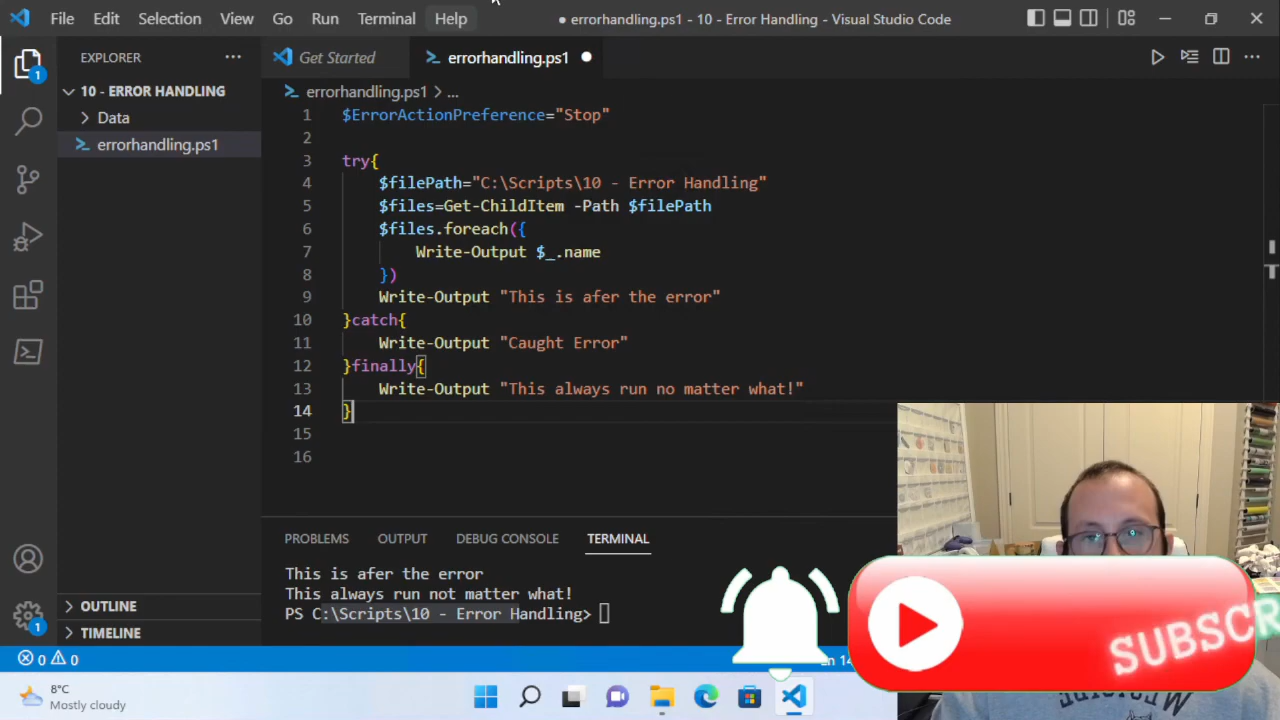 File Edit Selection View Go Run Terminal Help
● errorhandling.ps1 - 10 - Error Handling - Visual Studio Code
EXPLORER
Get Started
errorhandling.ps1
10 - ERROR HANDLING
Data
errorhandling.ps1
errorhandling.ps1 > ...
1 $ErrorActionPreference="Stop"
2
3 try{
4 $filePath="C:\Scripts\10 - Error Handling"
5 $files=Get-ChildItem -Path $filePath
6 $files.foreach({
7 Write-Output $_.name
8 })
9 Write-Output "This is afer the error"
10 }catch{
11 Write-Output "Caught Error"
12 }finally{
13 Write-Output "This always run no matter what!"
14 }
15
16
PROBLEMS OUTPUT DEBUG CONSOLE TERMINAL
This is afer the error
This always run not matter what!
PS C:\Scripts\10 - Error Handling>
OUTLINE
TIMELINE
1
1
0 0
8°C
Mostly cloudy